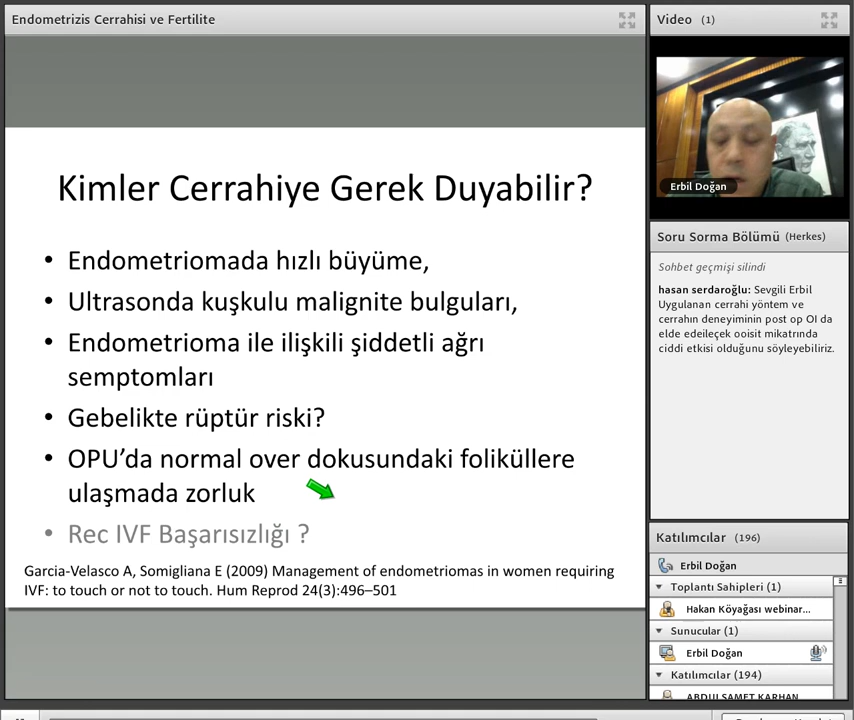 Endometrizis Cerrahisi ve Fertilite
Kimler Cerrahiye Gerek Duyabilir?
• Endometriomada hızlı büyüme,
• Ultrasonda kuşkulu malignite bulguları,
• Endometrioma ile ilişkili şiddetli ağrı
semptomları
• Gebelikte rüptür riski?
• OPU’da normal over dokusundaki foliküllere
ulaşmada zorluk
• Rec IVF Başarısızlığı ?
Garcia-Velasco A, Somigliana E (2009) Management of endometriomas in women requiring
IVF: to touch or not to touch. Hum Reprod 24(3):496–501
Video (1)
Erbil Doğan
Soru Sorma Bölümü (Herkes)
Sohbet geçmişi silindi
hasan serdaroğlu: Sevgili Erbil
Uygulanan cerrahi yöntem ve
cerrahın deneyiminin post op OI da
elde edeileçek ooisit mikatrında
ciddi etkisi olduğunu söyleyebiliriz.
Katılımcılar (196)
Erbil Doğan
Toplantı Sahipleri (1)
Hakan Köyağası webinar...
Sunucular (1)
Erbil Doğan
Katılımcılar (194)
ABDULSAMET KARHAN